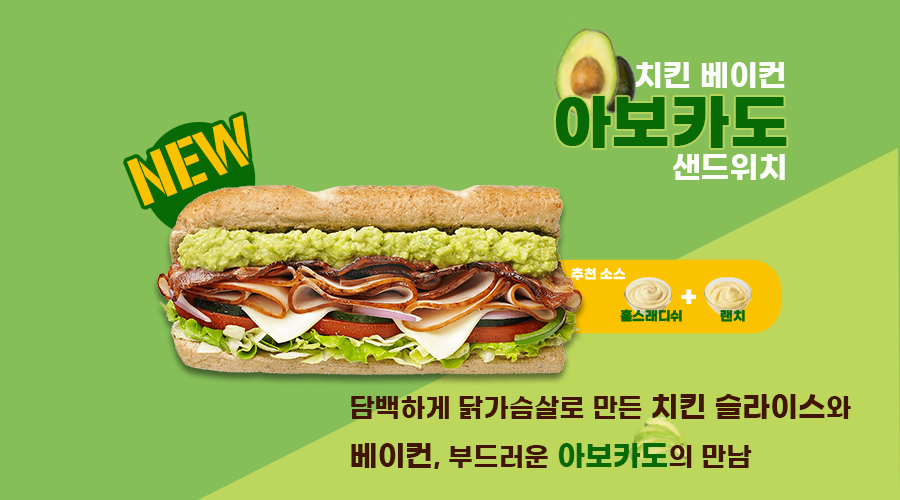 치킨 베이컨
아보카도
샌드위치
NEW
추천 소스
홀스래디쉬 + 랜치
담백하게 닭가슴살로 만든 치킨 슬라이스와
베이컨, 부드러운 아보카도의 만남